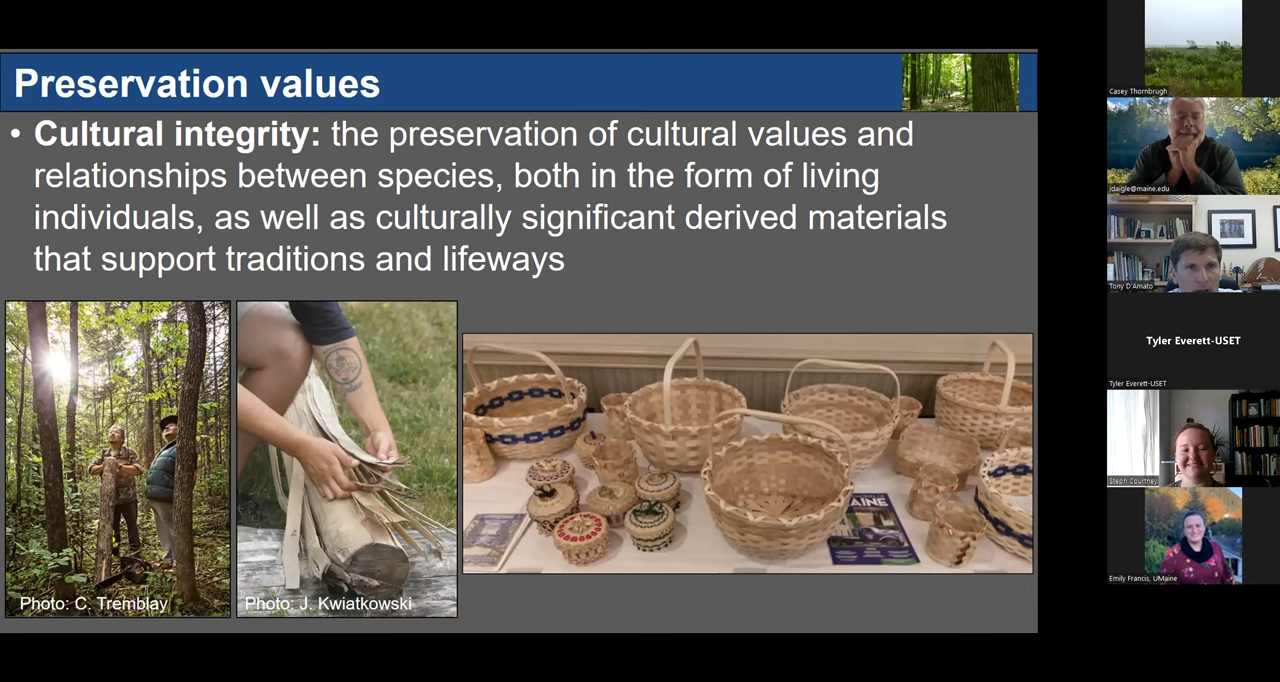 Preservation values
• Cultural integrity: the preservation of cultural values and
relationships between species, both in the form of living
individuals, as well as culturally significant derived materials
that support traditions and lifeways
Photo: C. Tremblay
Photo: J. Kwiatkowski
AINE
Casey Thornbrugh
jdaigle@maine.edu
Tony D'Amato
Tyler Everett-USET
Tyler Everett-USET
Steph Courtney
Emily Francis, UMaine